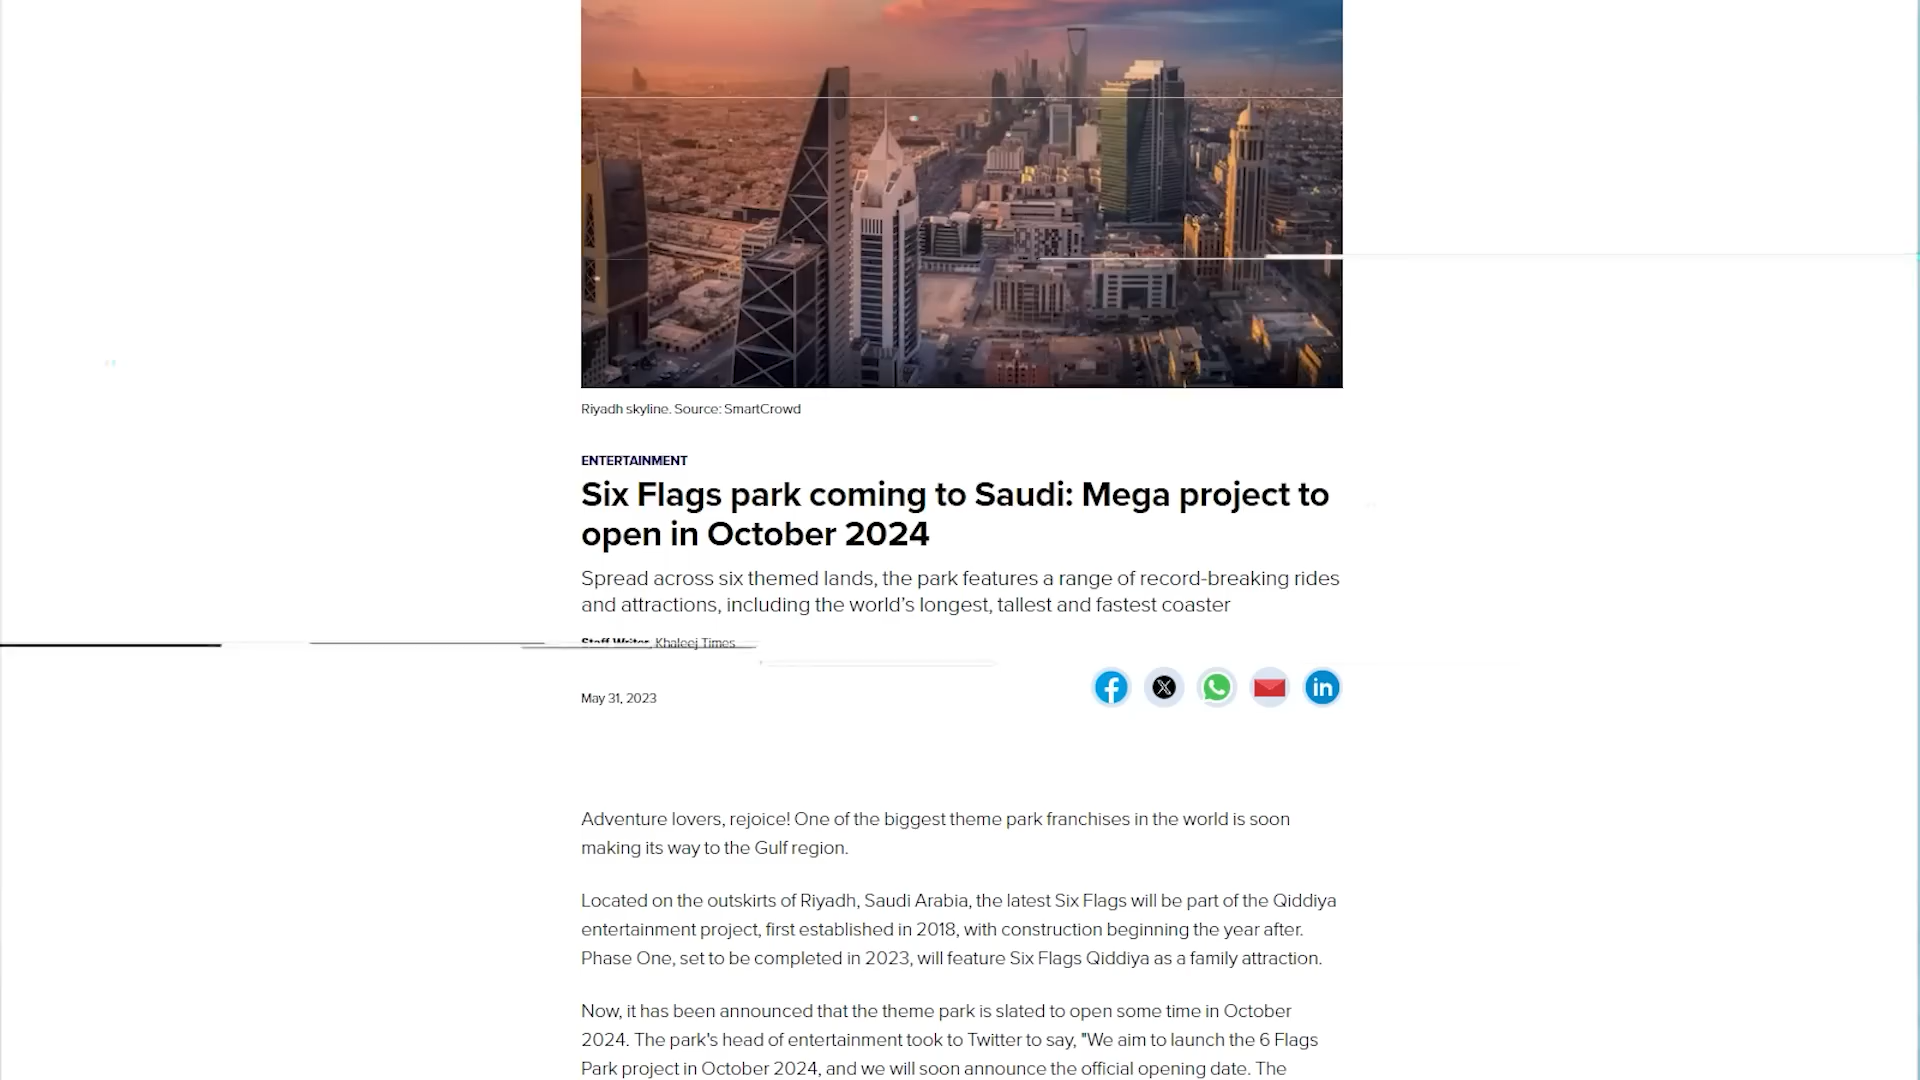 Riyadh skyline. Source: SmartCrowd
ENTERTAINMENT
Six Flags park coming to Saudi: Mega project to
open in October 2024
Spread across six themed lands, the park features a range of record-breaking rides
and attractions, including the world’s longest, tallest and fastest coaster
Staff Writer, Khaleej Times
May 31, 2023
Adventure lovers, rejoice! One of the biggest theme park franchises in the world is soon
making its way to the Gulf region.
Located on the outskirts of Riyadh, Saudi Arabia, the latest Six Flags will be part of the Qiddiya
entertainment project, first established in 2018, with construction beginning the year after.
Phase One, set to be completed in 2023, will feature Six Flags Qiddiya as a family attraction.
Now, it has been announced that the theme park is slated to open some time in October
2024. The park's head of entertainment took to Twitter to say, "We aim to launch the 6 Flags
Park project in October 2024, and we will soon announce the official opening date. The